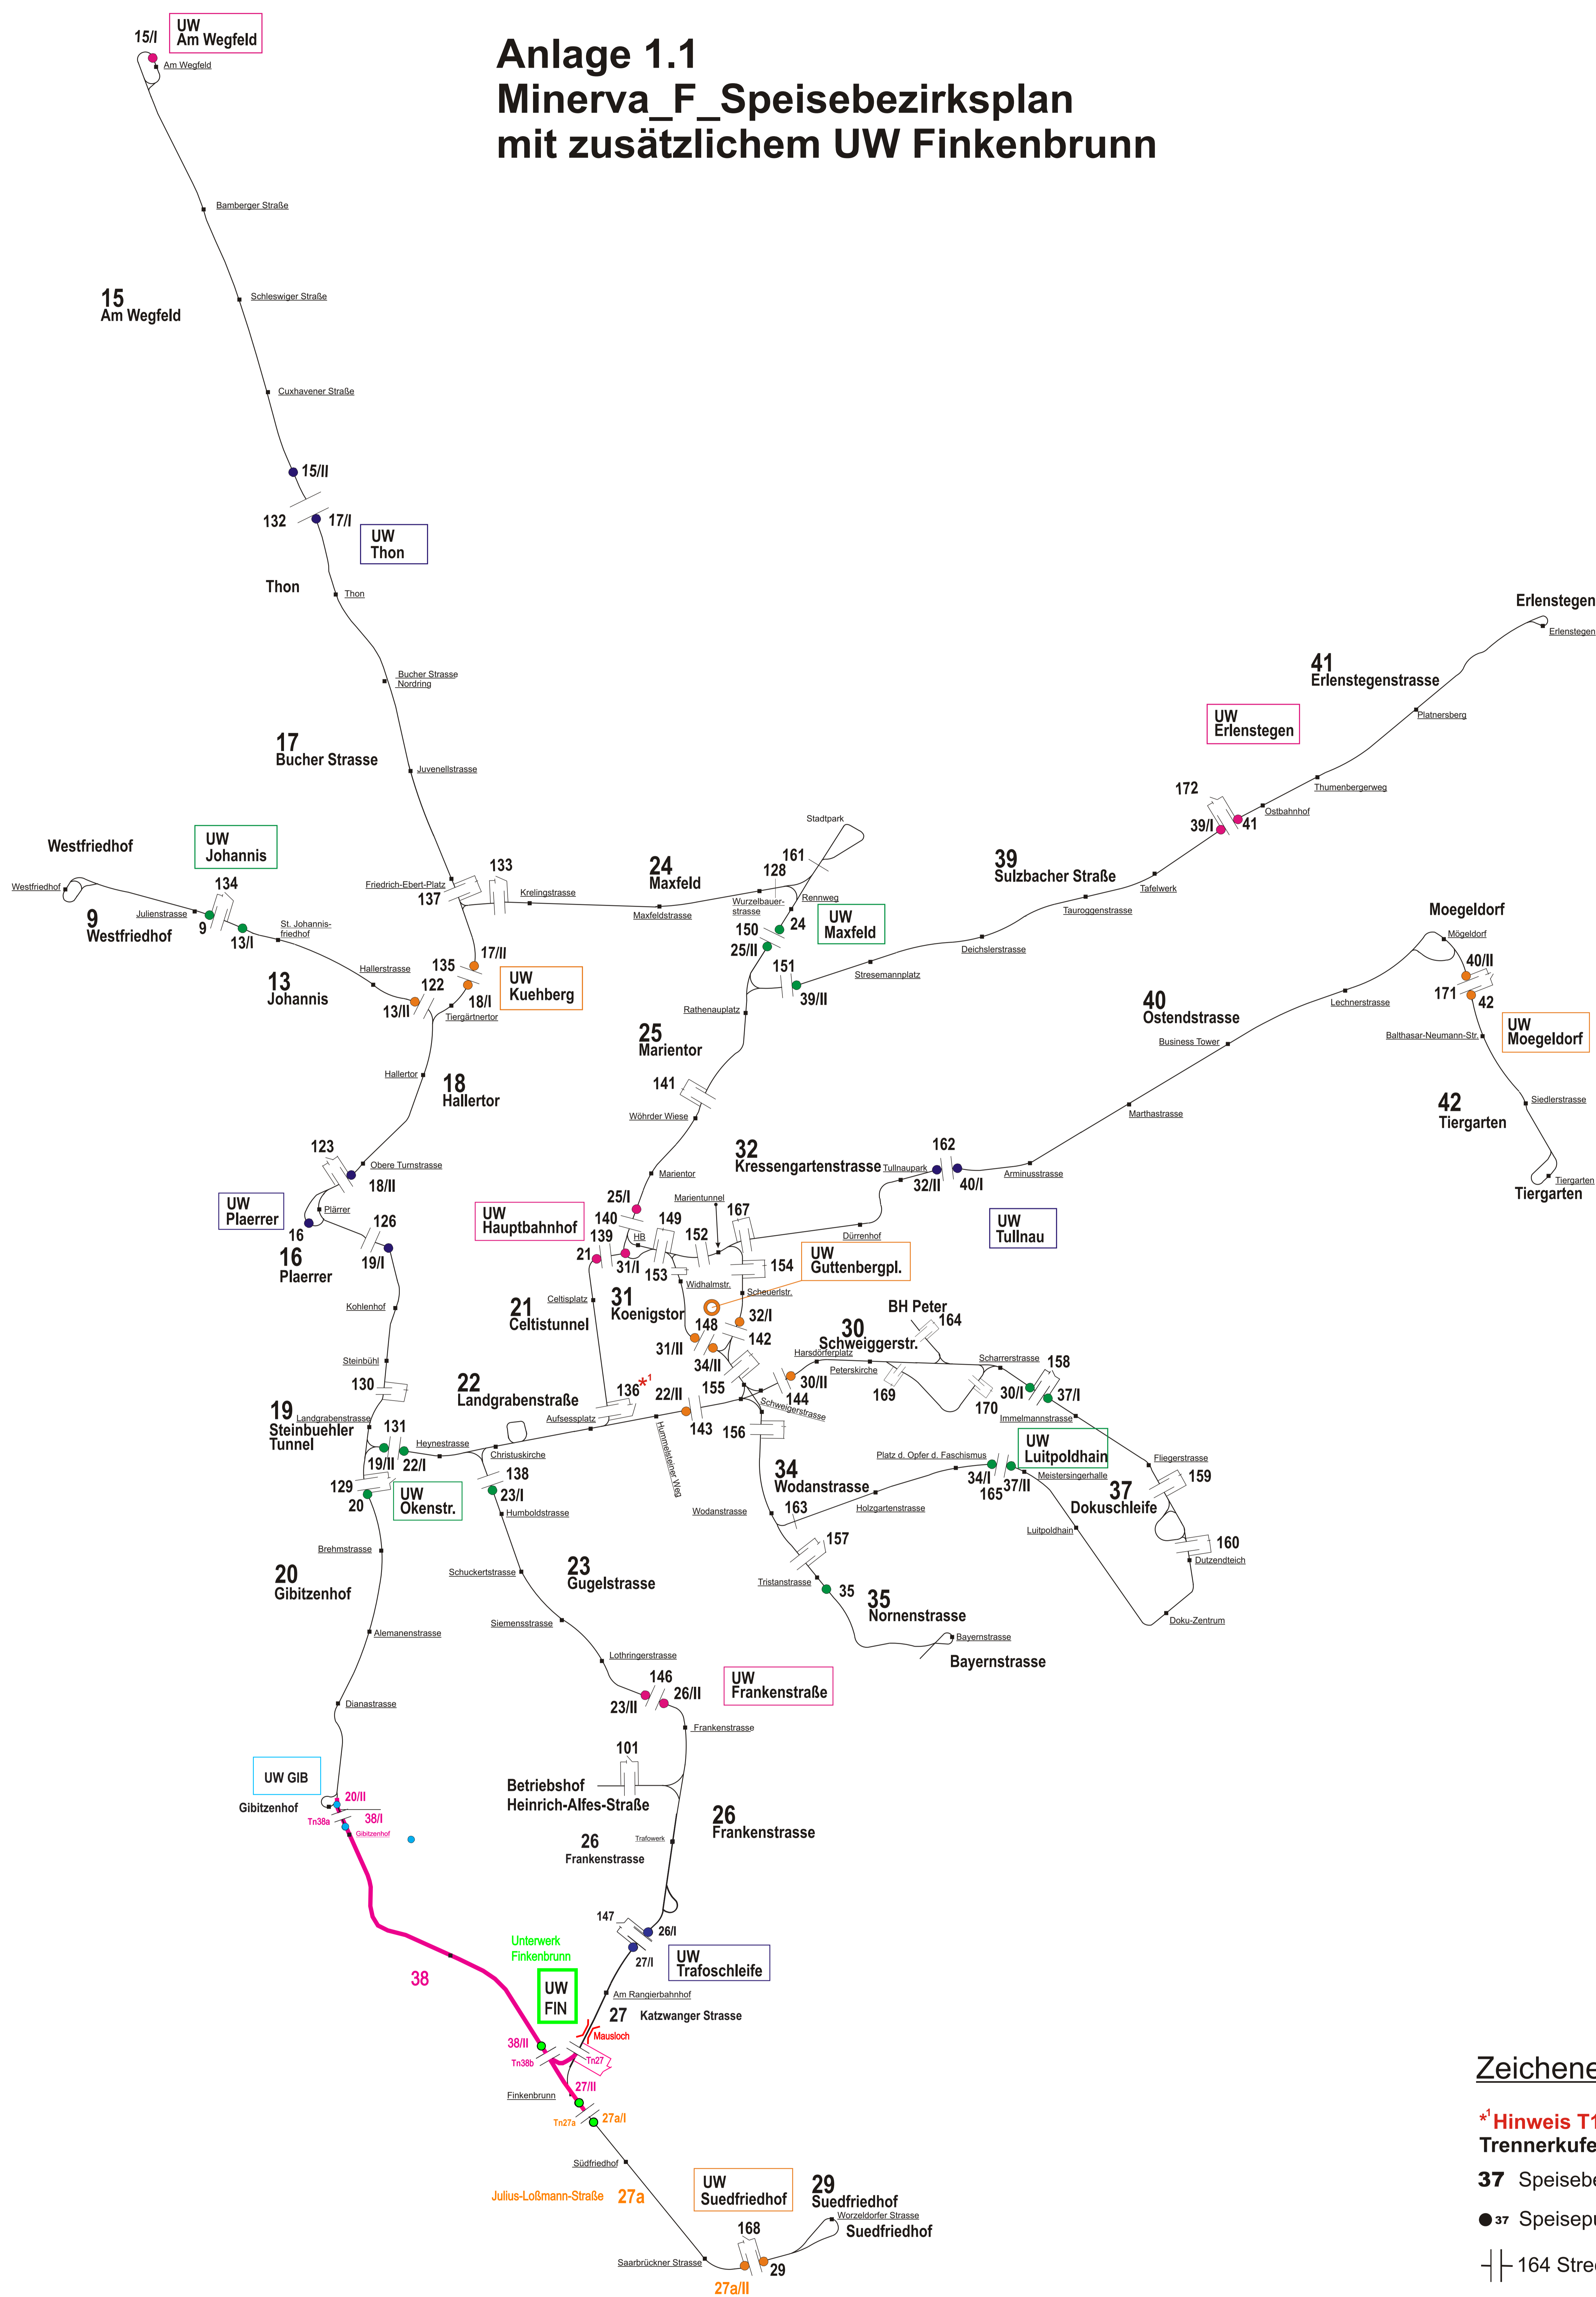 Anlage 1.1
Minerva_F_Speisebezirksplan
mit zusätzlichem UW Finkenbrunn
UW
Am Wegfeld
15/I
Am Wegfeld
Bamberger Straße
Schleswiger Straße
15
Am Wegfeld
Cuxhavener Straße
15/II
132
17/I
UW
Thon
Thon
Thon
Bucher Strasse
Nordring
17
Bucher Strasse
Juvenellstrasse
Erlenstegen
Erlenstegen
41
Erlenstegenstrasse
Platnersberg
UW
Erlenstegen
Thumenbergerweg
172
39/I
41
Ostbahnhof
Westfriedhof
UW
Johannis
Westfriedhof
134
9
Westfriedhof
Julienstrasse
9
13/I
St. Johannis-
friedhof
13
Johannis
Hallerstrasse
13/II
122
Friedrich-Ebert-Platz
137
133
Krelingstrasse
24
Maxfeld
Maxfeldstrasse
Stadtpark
161
128
Wurzelbauer-
strasse
Rennweg
24
UW
Maxfeld
150
25/II
151
39/II
39
Sulzbacher Straße
Tafelwerk
Tauroggenstrasse
Deichslerstrasse
Stresemannplatz
17/II
135
18/I
UW
Kuehberg
Tiergärtnertor
Rathenauplatz
25
Marientor
141
Wöhrder Wiese
Marientor
Hallertor
18
Hallertor
Moegeldorf
Mögeldorf
40/II
171
42
UW
Moegeldorf
Balthasar-Neumann-Str.
Lechnerstrasse
40
Ostendstrasse
Business Tower
Marthastrasse
Siedlerstrasse
42
Tiergarten
Tiergarten
Tiergarten
123
Obere Turnstrasse
18/II
UW
Plaerrer
Plärrer
16
126
19/I
16
Plaerrer
Kohlenhof
Steinbühl
130
32
Kressengartenstrasse
162
Tullnaupark
32/II
40/I
Arminusstrasse
UW
Tullnau
Dürrenhof
Marientunnel
167
25/I
UW
Hauptbahnhof
140
139
21
31/I
HB
149
152
153
154
UW
Guttenbergpl.
Widhalmstr.
Scheuerlstr.
Celtisplatz
21
Celtistunnel
31
Koenigstor
148
32/I
142
31/II
34/II
BH Peter
164
30
Schweiggerstr.
Harsdörferplatz
Peterskirche
Scharrerstrasse
158
30/I
37/I
169
170
30/II
144
Immelmannstrasse
136
*1
22/II
155
143
Schweigerstrasse
156
22
Landgrabenstraße
Aufsessplatz
Hummelsteiner Weg
19
Steinbuehler
Tunnel
Landgrabenstrasse
131
Heynestrasse
19/II
22/I
Christuskirche
129
20
UW
Okenstr.
138
23/I
Humboldstrasse
UW
Luitpoldhain
Platz d. Opfer d. Faschismus
34/I
165
37/II
Meistersingerhalle
Fliegerstrasse
159
37
Dokuschleife
34
Wodanstrasse
163
Holzgartenstrasse
Wodanstrasse
Luitpoldhain
160
Dutzendteich
Doku-Zentrum
157
Tristanstrasse
35
35
Nornenstrasse
Bayernstrasse
Bayernstrasse
Brehmstrasse
20
Gibitzenhof
Schuckertstrasse
23
Gugelstrasse
Siemensstrasse
Alemanenstrasse
Lothringerstrasse
146
23/II
26/II
UW
Frankenstraße
Dianastrasse
Frankenstrasse
101
Betriebshof
Heinrich-Alfes-Straße
UW GIB
Gibitzenhof
20/II
38/I
Tn38a
Gibitzenhof
26
Frankenstrasse
Trafowerk
26
Frankenstrasse
147
26/I
27/I
UW
Trafoschleife
Unterwerk
Finkenbrunn
UW
FIN
38
Am Rangierbahnhof
27 Katzwanger Strasse
Mausloch
38/II
Tn38b
Tn27
27/II
Finkenbrunn
Tn27a
27a/I
Südfriedhof
Julius-Loßmann-Straße 27a
UW
Suedfriedhof
29
Suedfriedhof
Worzeldorfer Strasse
Suedfriedhof
168
Saarbrückner Strasse
29
27a/II
Zeichene
*1 Hinweis T1
Trennerkufe
37 Speisebe
37 Speisepu
164 Stre